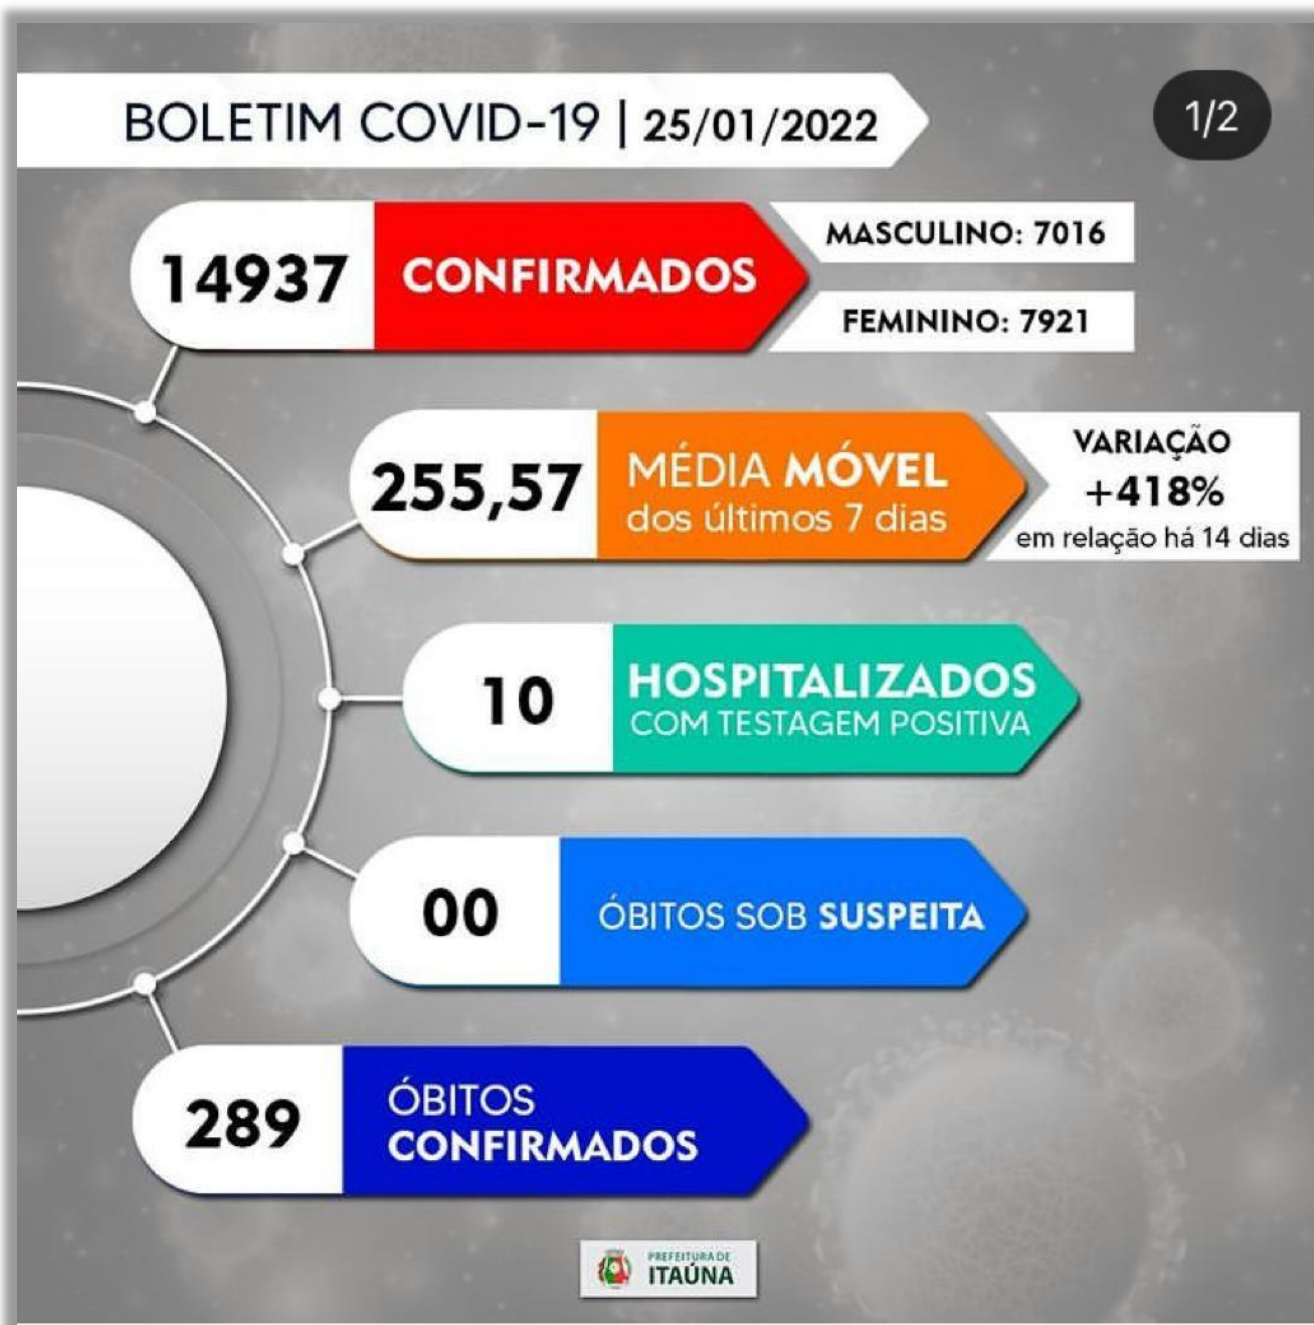 BOLETIM COVID-19 | 25/01/2022
1/2
14937
CONFIRMADOS
MASCULINO: 7016
FEMININO: 7921
255,57
MÉDIA MÓVEL
dos últimos 7 dias
VARIAÇÃO
+418%
em relação há 14 dias
10
HOSPITALIZADOS
COM TESTAGEM POSITIVA
00
ÓBITOS SOB SUSPEITA
289
ÓBITOS
CONFIRMADOS
PREFEITURA DE
ITAÚNA